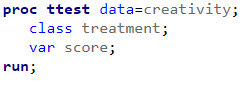 proc ttest data=creativity;
class treatment;
var score;
run;